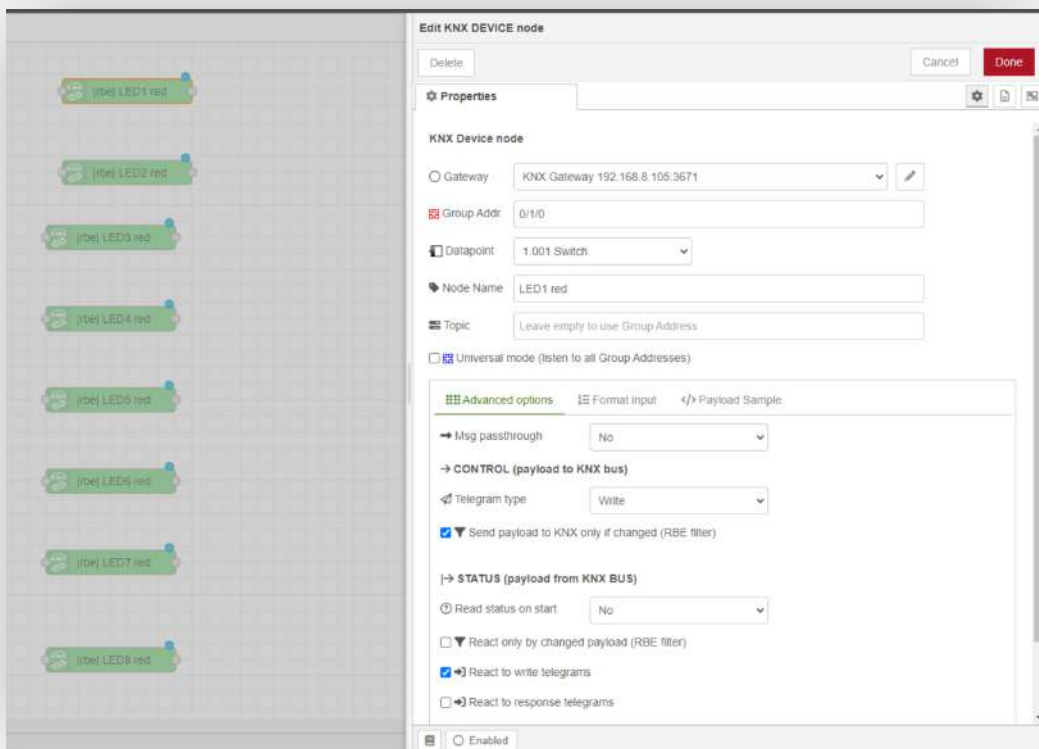 |rbe| LED1 red
|rbe| LED2 red
|rbe| LED3 red
|rbe| LED4 red
|rbe| LED5 red
|rbe| LED6 red
|rbe| LED7 red
|rbe| LED8 red
Edit KNX DEVICE node
Delete
Cancel
Done
Properties
KNX Device node
Gateway
KNX Gateway 192.168.8.105:3671
Group Addr.
0/1/0
Datapoint
1.001 Switch
Node Name
LED1 red
Topic
Leave empty to use Group Address
Universal mode (listen to all Group Addresses)
Advanced options
Format input
</> Payload Sample
Msg passthrough
No
→ CONTROL (payload to KNX bus)
Telegram type
Write
Send payload to KNX only if changed (RBE filter)
|→ STATUS (payload from KNX BUS)
Read status on start
No
React only by changed payload (RBE filter)
React to write telegrams
React to response telegrams
Enabled